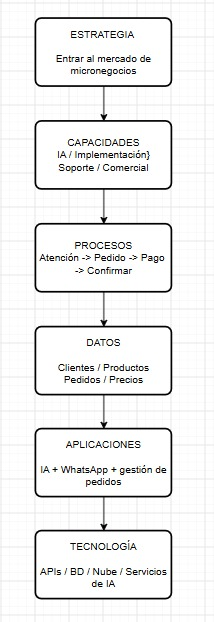 ESTRATEGIA
Entrar al mercado de
micronegocios
CAPACIDADES
IA / Implementación}
Soporte / Comercial
PROCESOS
Atención -> Pedido -> Pago
-> Confirmar
DATOS
Clientes / Productos
Pedidos / Precios
APLICACIONES
IA + WhatsApp + gestión de
pedidos
TECNOLOGÍA
APIs / BD / Nube / Servicios
de IA